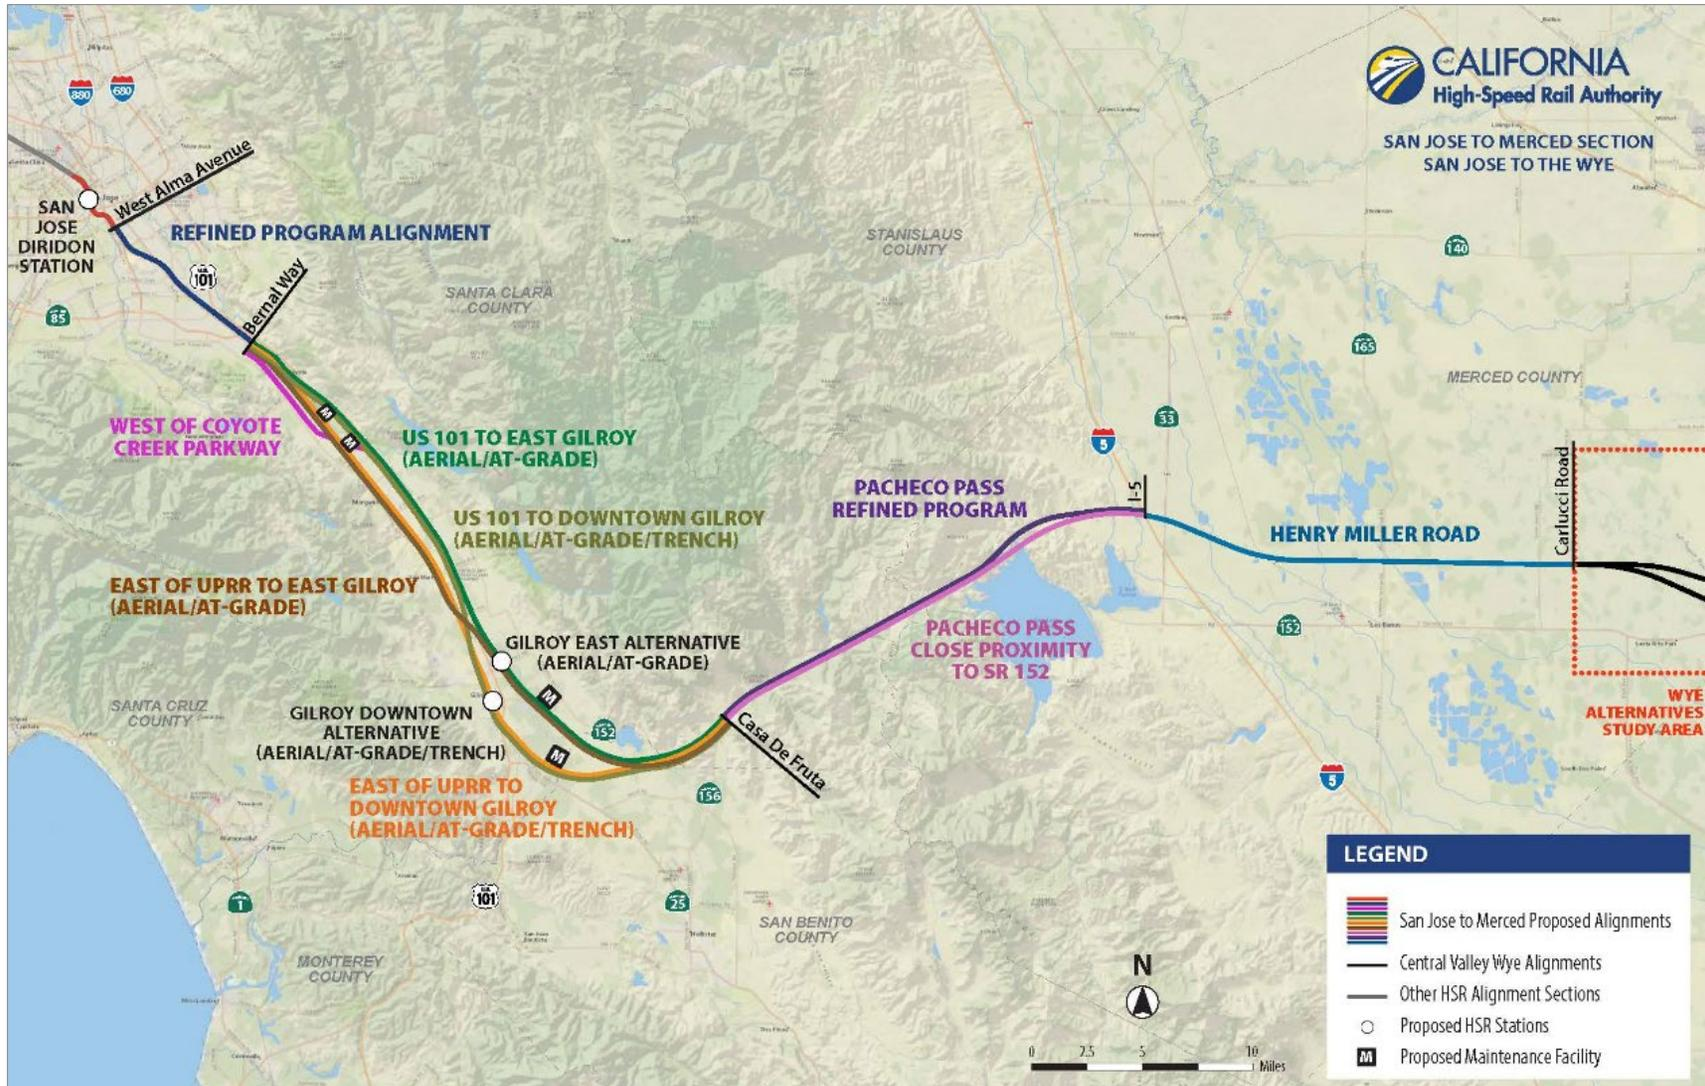 CALIFORNIA
High-Speed Rail Authority
SAN JOSE TO MERCED SECTION
SAN JOSE TO THE WYE
880
680
West Alma Avenue
SAN
JOSE
DIRIDON
STATION
REFINED PROGRAM ALIGNMENT
101
Bernal Way
85
SANTA CLARA
COUNTY
STANISLAUS
COUNTY
140
165
MERCED COUNTY
33
5
WEST OF COYOTE
CREEK PARKWAY
US 101 TO EAST GILROY
(AERIAL/AT-GRADE)
US 101 TO DOWNTOWN GILROY
(AERIAL/AT-GRADE/TRENCH)
PACHECO PASS
REFINED PROGRAM
I-5
HENRY MILLER ROAD
Carlucci Road
EAST OF UPRR TO EAST GILROY
(AERIAL/AT-GRADE)
GILROY EAST ALTERNATIVE
(AERIAL/AT-GRADE)
PACHECO PASS
CLOSE PROXIMITY
TO SR 152
152
Los Banos
WYE
ALTERNATIVES
STUDY AREA
SANTA CRUZ
COUNTY
GILROY DOWNTOWN
ALTERNATIVE
(AERIAL/AT-GRADE/TRENCH)
M
M
M
M
152
Casa De Fruta
156
5
EAST OF UPRR TO
DOWNTOWN GILROY
(AERIAL/AT-GRADE/TRENCH)
1
101
25
Hollister
SAN BENITO
COUNTY
MONTEREY
COUNTY
N
0 2.5 5 10
Miles
LEGEND
San Jose to Merced Proposed Alignments
Central Valley Wye Alignments
Other HSR Alignment Sections
Proposed HSR Stations
M Proposed Maintenance Facility